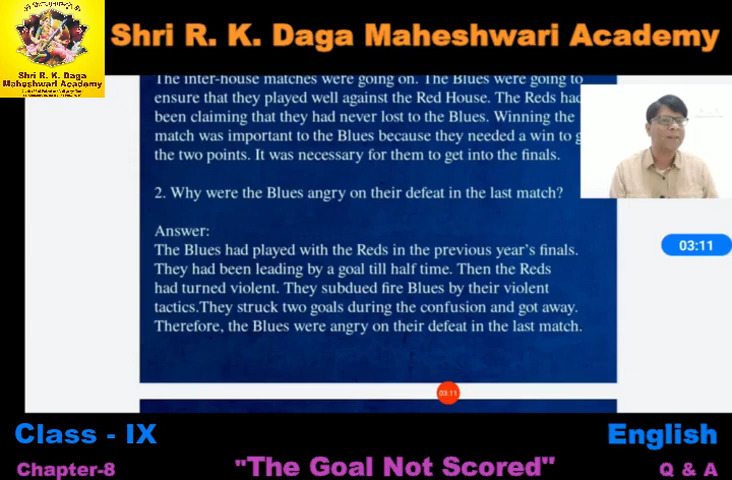 Shri R. K. Daga Maheshwari Academy
Shri R. K. Daga
Maheshwari Academy
The inter-house matches were going on. The Blues were going to
ensure that they played well against the Red House. The Reds had
been claiming that they had never lost to the Blues. Winning the
match was important to the Blues because they needed a win to g
the two points. It was necessary for them to get into the finals.
2. Why were the Blues angry on their defeat in the last match?
Answer:
The Blues had played with the Reds in the previous year's finals.
They had been leading by a goal till half time. Then the Reds
had turned violent. They subdued fire Blues by their violent
tactics.They struck two goals during the confusion and got away.
Therefore, the Blues were angry on their defeat in the last match.
03:11
03:11
Class - IX
English
Chapter-8
"The Goal Not Scored"
Q & A